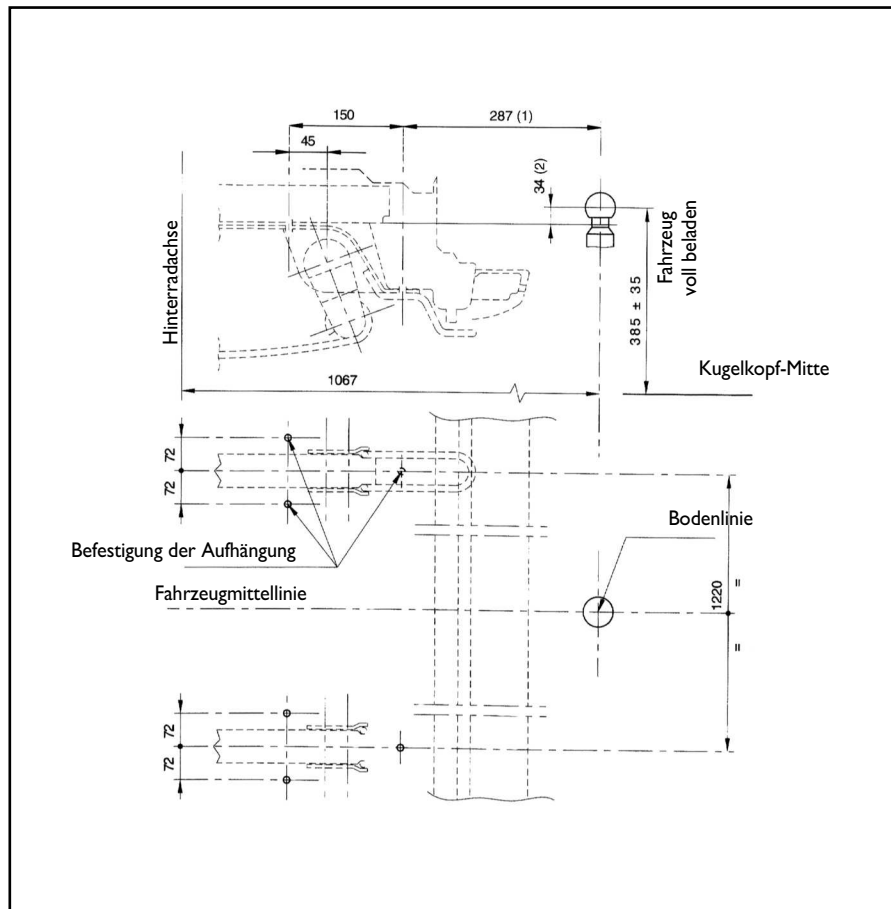 150
287 (1)
45
34 (2)
Hinterradachse
Fahrzeug
voll beladen
385 ± 35
1067
Kugelkopf-Mitte
72
72
Bodenlinie
Befestigung der Aufhängung
Fahrzeugmittellinie
1220
=
=
72
72